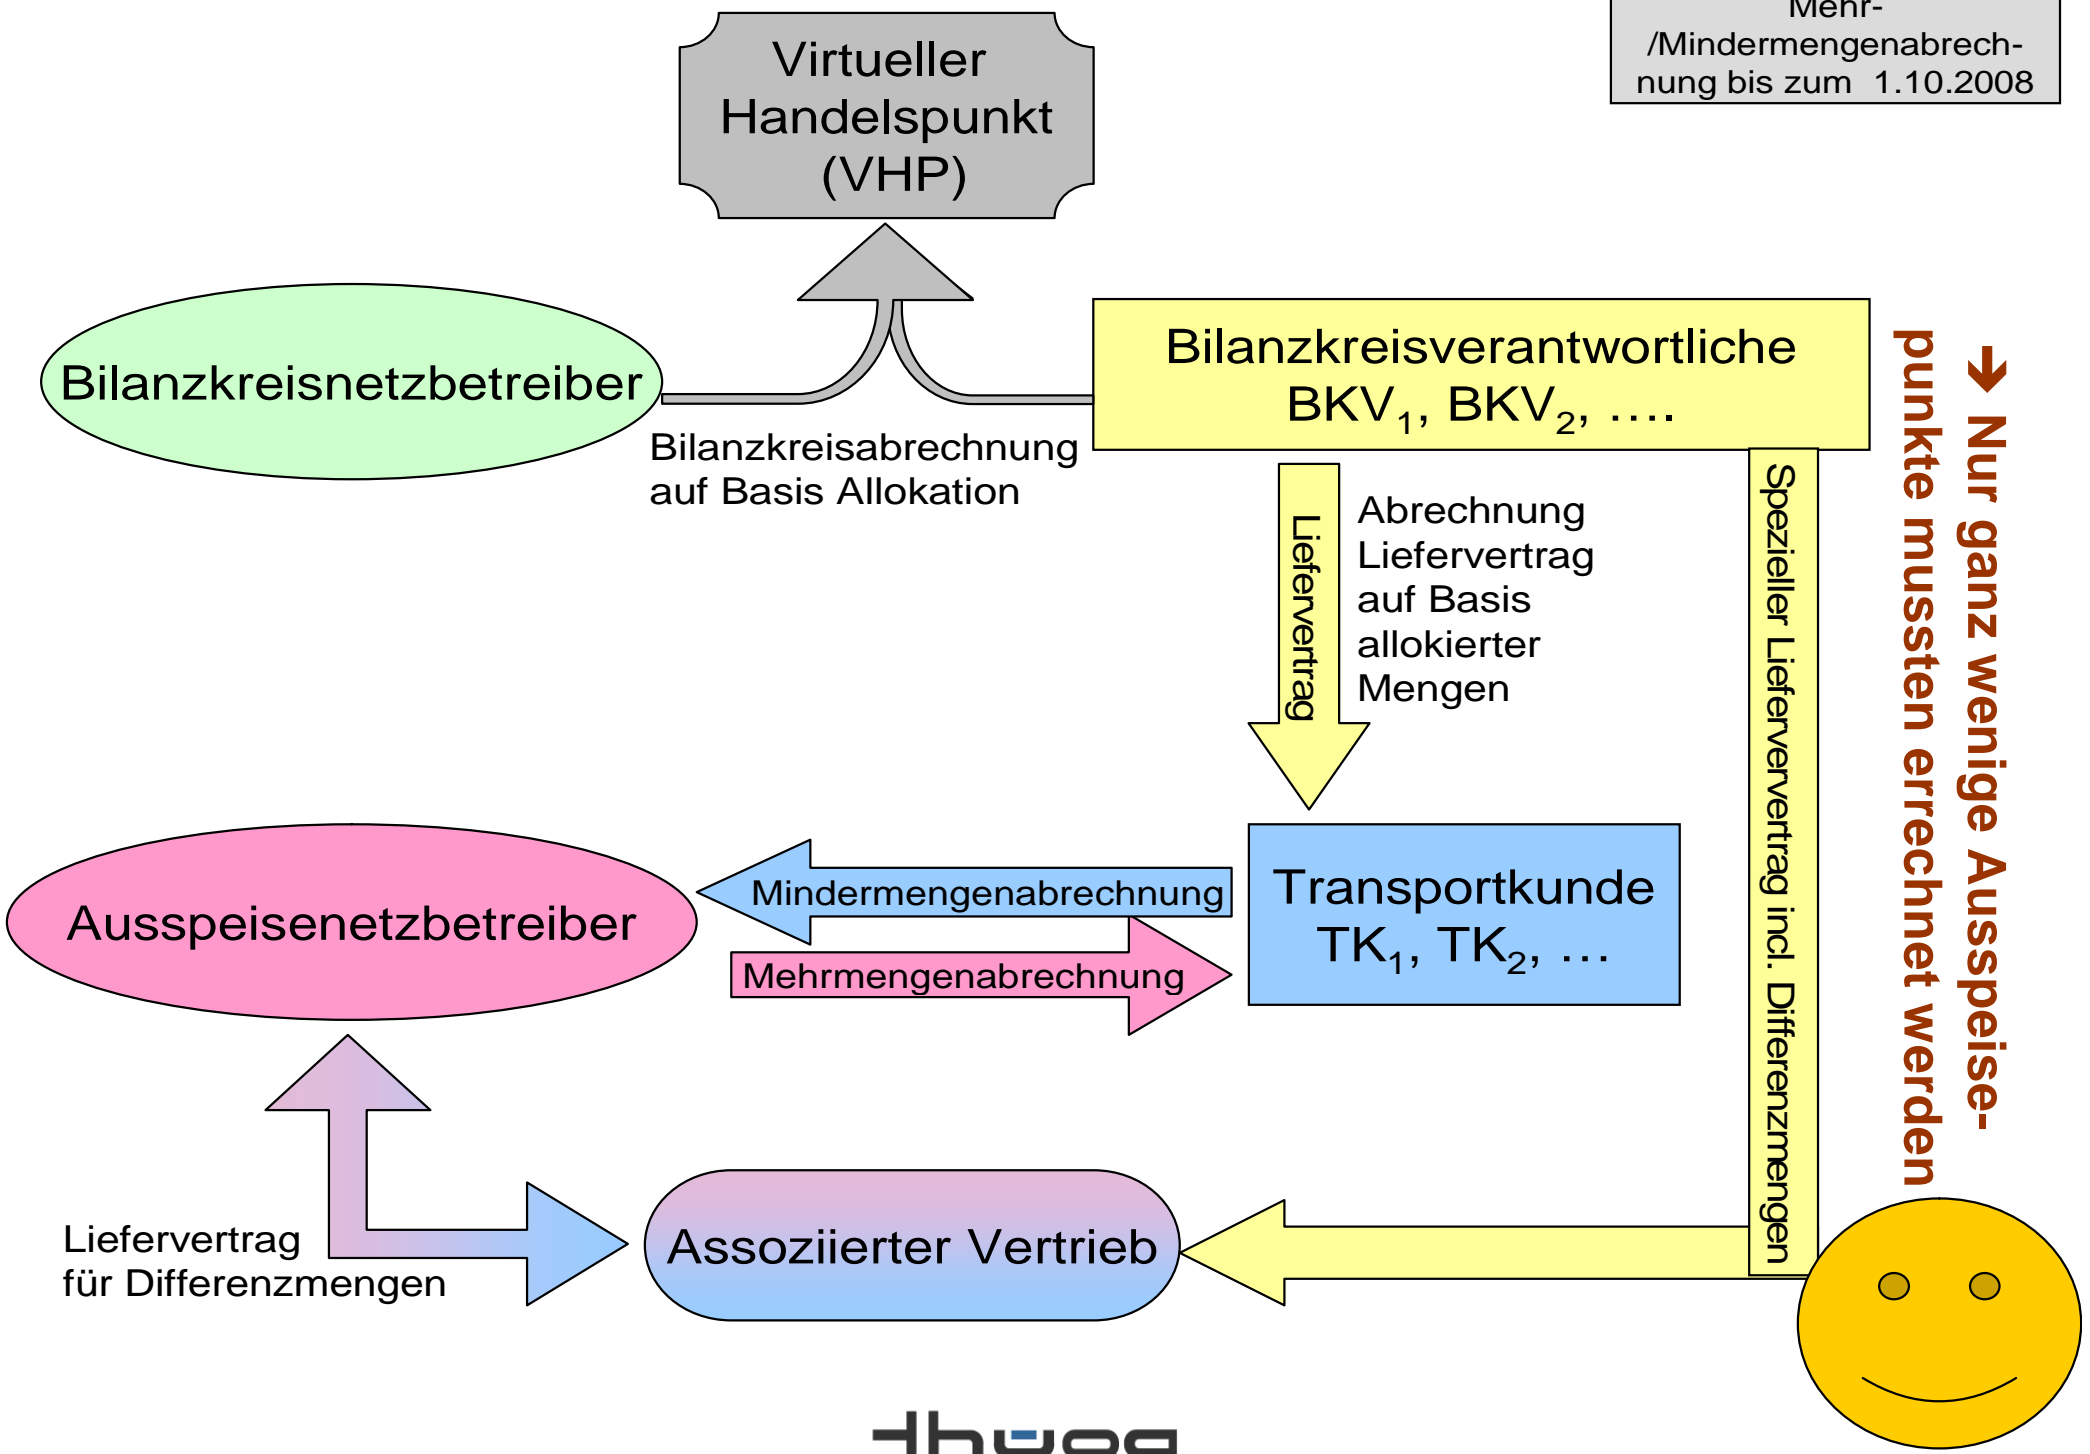 Mehr-
/Mindermengenabrech-
nung bis zum 1.10.2008
Virtueller
Handelspunkt
(VHP)
Bilanzkreisnetzbetreiber
Bilanzkreisverantwortliche
BKV1, BKV2, ....
Bilanzkreisabrechnung
auf Basis Allokation
Liefervertrag
Abrechnung
Liefervertrag
auf Basis
allokierter
Mengen
Spezieller Lieferververtrag incl. Differenzmengen
➔ Nur ganz wenige Ausspeise-
punkte mussten errechnet werden
Ausspeisenetzbetreiber
Mindermengenabrechnung
Mehrmengenabrechnung
Transportkunde
TK1, TK2, ...
Liefervertrag
für Differenzmengen
Assoziierter Vertrieb